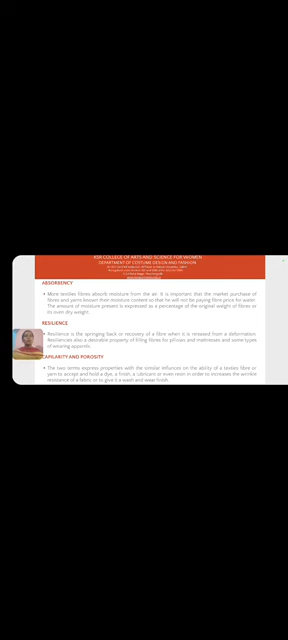 KSR COLLEGE OF ARTS AND SCIENCE FOR WOMEN
DEPARTMENT OF COSTUME DESIGN AND FASHION
ABSORBENCY
• More textiles fibres absorb moisture from the air. It is important that the market purchase of
fibres and yarns known their moisture content so that he will not be paying fibre price for water.
The amount of moisture present is expressed as a percentage of the original weight of fibres or
its oven dry weight.
RESILIENCE
• Resilience is the springing back or recovery of a fibre when it is released from a deformation.
Resiliencies also a desirable property of filling fibres for pillows and mattresses and some types
of wearing apparels.
CAPILARITY AND POROSITY
• The two terms express properties with the similar influences on the ability of a textiles fibre or
yarn to accept and hold a dye, a finish, a lubricant or even resin in order to increases the wrinkle
resistance of a fabric or to give it a wash and wear finish.